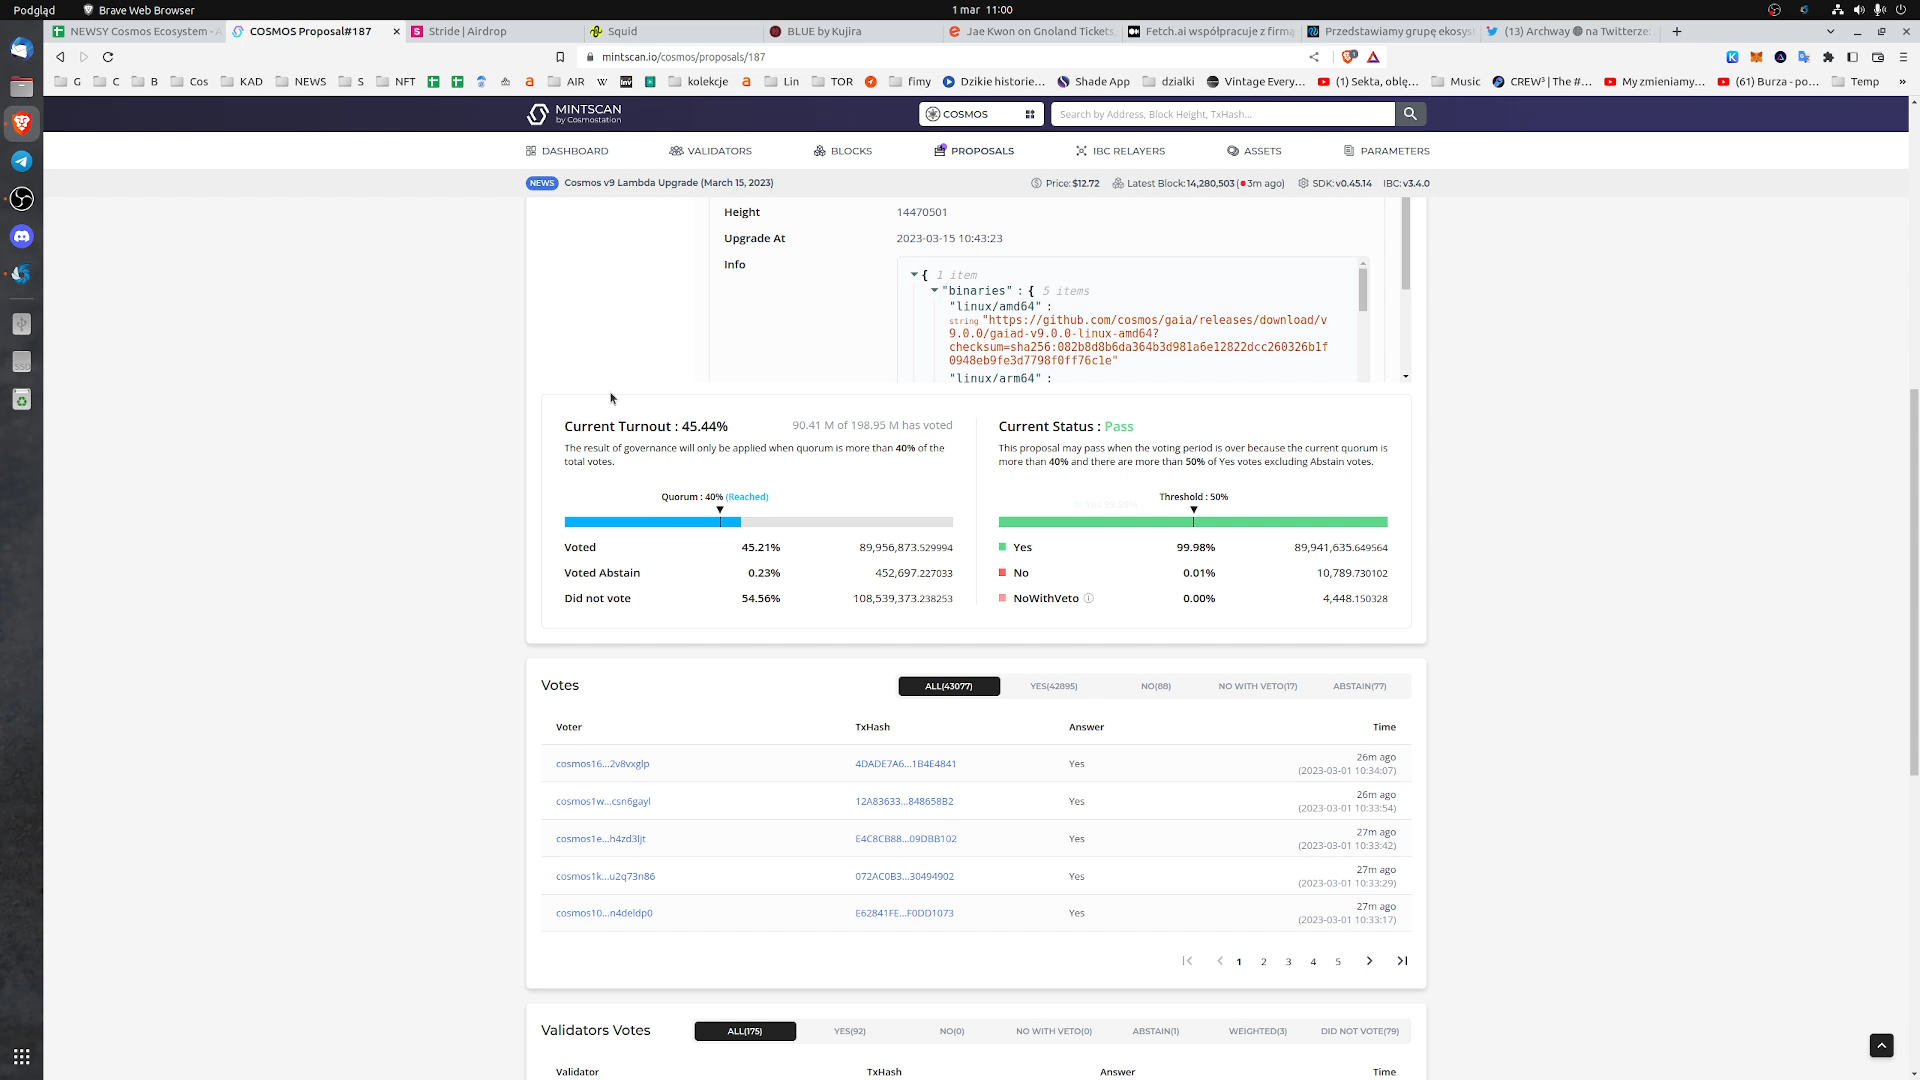 Podgląd Brave Web Browser 1 mar 11:00
NEWSY Cosmos Ecosystem - A COSMOS Proposal#187 Stride | Airdrop Squid BLUE by Kujira Jae Kwon on Gnoland Tickets, Fetch.ai współpracuje z firmą Przedstawiamy grupę ekosys (13) Archway na Twitterze:
mintscan.io/cosmos/proposals/187
G C B Cos KAD NEWS S NFT AIR kolekcje Lin TOR fimy Dzikie historie... Shade App dzialki Vintage Every... (1) Sekta, oblę... Music CREW³ | The #... My zmieniamy... (61) Burza - po... Temp
MINTSCAN
by Cosmostation
COSMOS Search by Address, Block Height, TxHash...
DASHBOARD VALIDATORS BLOCKS PROPOSALS IBC RELAYERS ASSETS PARAMETERS
NEWS Cosmos v9 Lambda Upgrade (March 15, 2023) Price: $12.72 Latest Block: 14,280,503 (3m ago) SDK: v0.45.14 IBC: v3.4.0
Height 14470501
Upgrade At 2023-03-15 10:43:23
Info
{ 1 item
"binaries" : { 5 items
"linux/amd64" :
string "https://github.com/cosmos/gaia/releases/download/v
9.0.0/gaiad-v9.0.0-linux-amd64?
checksum=sha256:082b8d8b6da364b3d981a6e12822dcc260326b1f
0948eb9fe3d7798f0ff76c1e"
"linux/arm64" :
Current Turnout : 45.44% 90.41 M of 198.95 M has voted
The result of governance will only be applied when quorum is more than 40% of the
total votes.
Quorum : 40% (Reached)
Voted 45.21% 89,956,873.529994
Voted Abstain 0.23% 452,697.227033
Did not vote 54.56% 108,539,373.238253
Current Status : Pass
This proposal may pass when the voting period is over because the current quorum is
more than 40% and there are more than 50% of Yes votes excluding Abstain votes.
Threshold : 50%
Yes 99.98% 89,941,635.649564
No 0.01% 10,789.730102
NoWithVeto 0.00% 4,448.150328
Votes ALL(43077) YES(42895) NO(88) NO WITH VETO(17) ABSTAIN(77)
Voter TxHash Answer Time
cosmos16...2v8vxglp 4DADE7A6...1B4E4841 Yes 26m ago
(2023-03-01 10:34:07)
cosmos1w...csn6gayl 12A83633...848658B2 Yes 26m ago
(2023-03-01 10:33:54)
cosmos1e...h4zd3ljt E4C8CB88...09DBB102 Yes 27m ago
(2023-03-01 10:33:42)
cosmos1k...u2q73n86 072AC0B3...30494902 Yes 27m ago
(2023-03-01 10:33:29)
cosmos10...n4deldp0 E62841FE...F0DD1073 Yes 27m ago
(2023-03-01 10:33:17)
1 2 3 4 5
Validators Votes ALL(175) YES(92) NO(0) NO WITH VETO(0) ABSTAIN(1) WEIGHTED(3) DID NOT VOTE(79)
Validator TxHash Answer Time